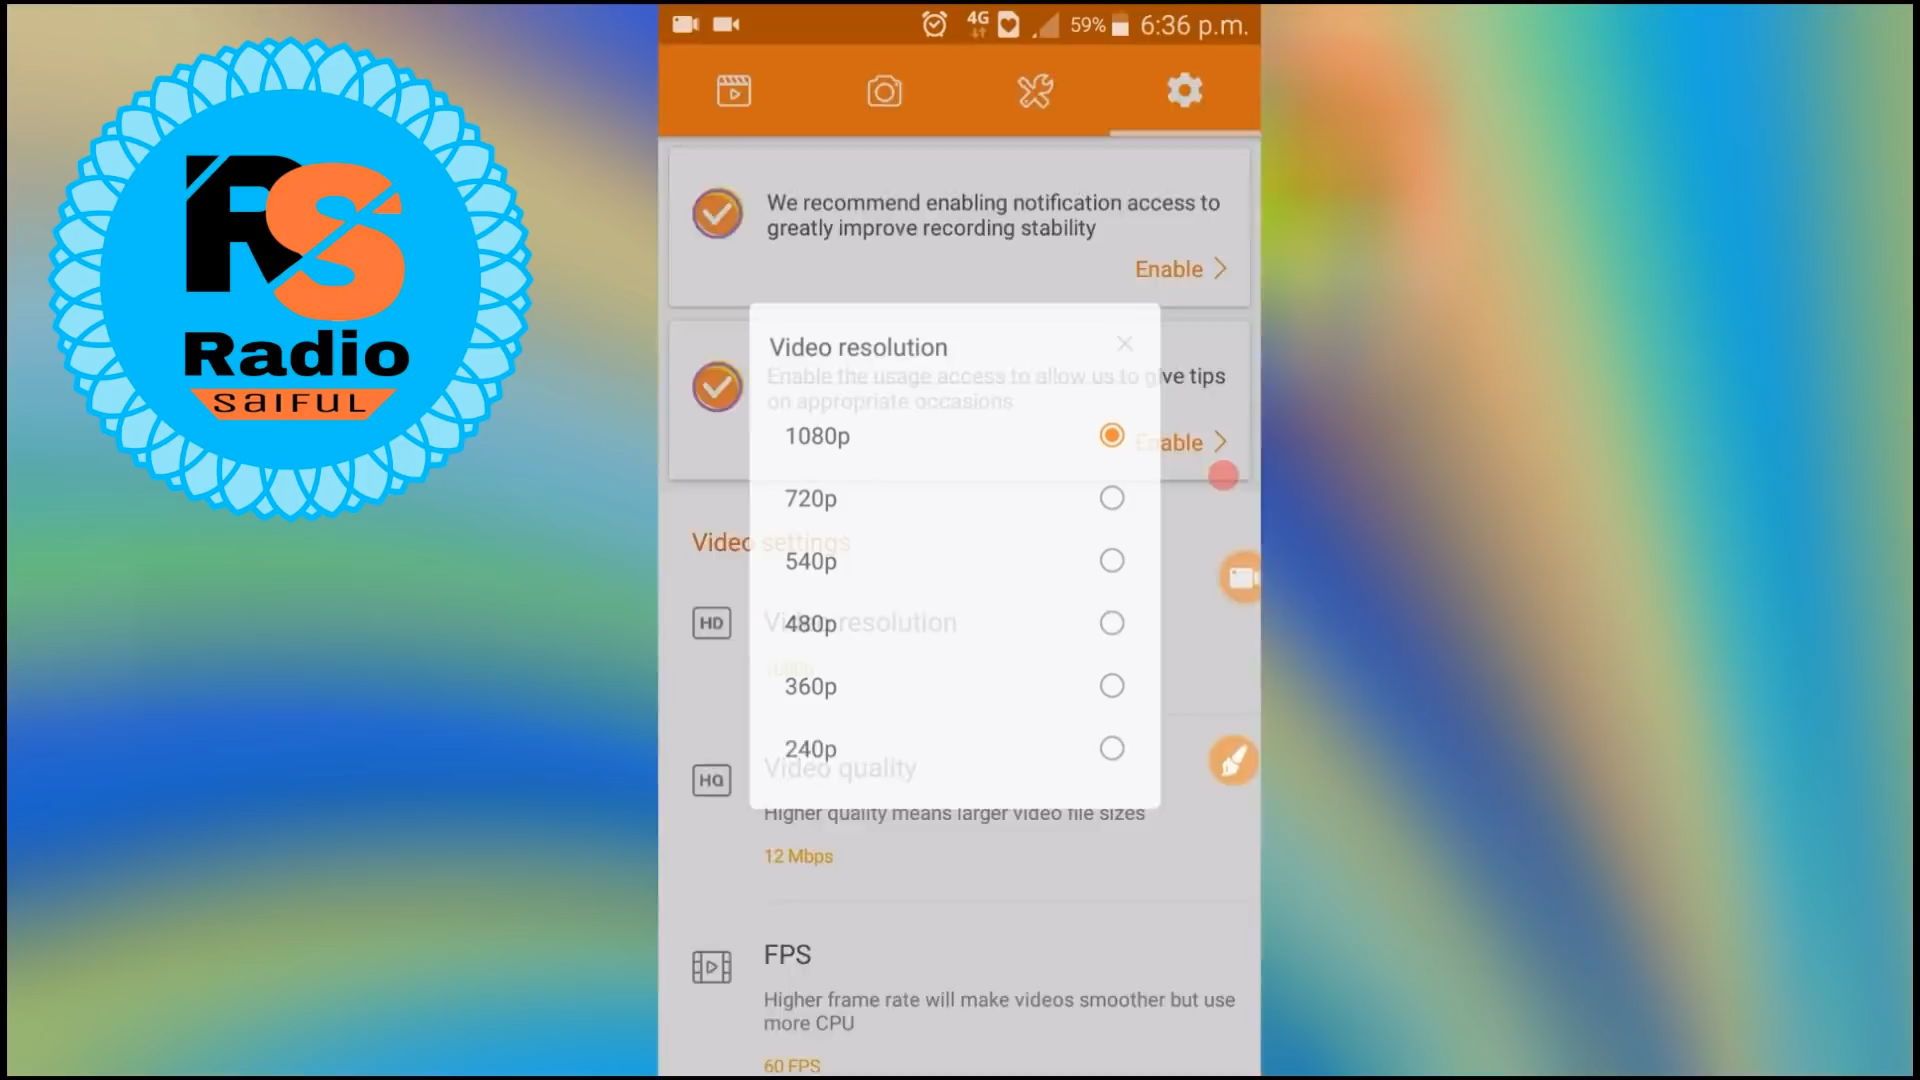 4G
59%
6:36 p.m.
RS
Radio
SAIFUL
We recommend enabling notification access to
greatly improve recording stability
Enable
Video resolution
Enable the usage access to allow us to give tips
on appropriate occasions
Enable
1080p
720p
Video settings
540p
HD
Video resolution
480p
1080p
360p
240p
HQ
Video quality
Higher quality means larger video file sizes
12 Mbps
FPS
Higher frame rate will make videos smoother but use
more CPU
60 FPS